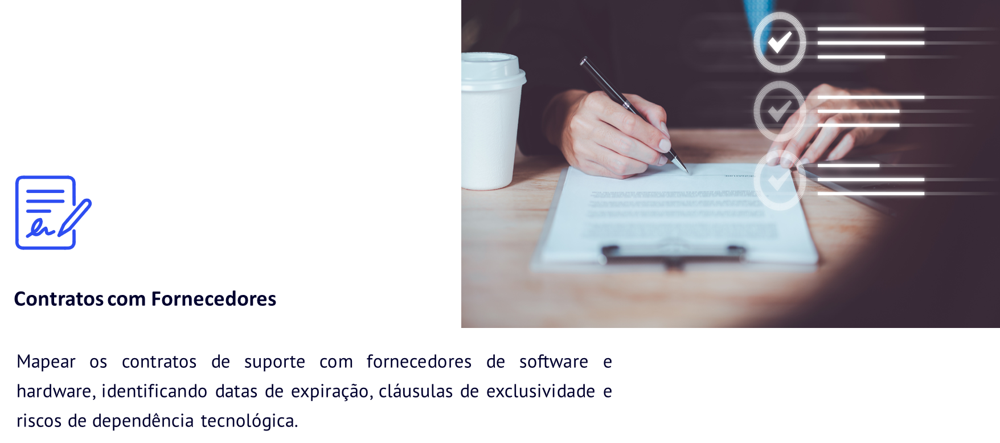 Contratos com Fornecedores
Mapear os contratos de suporte com fornecedores de software e
hardware, identificando datas de expiração, cláusulas de exclusividade e
riscos de dependência tecnológica.